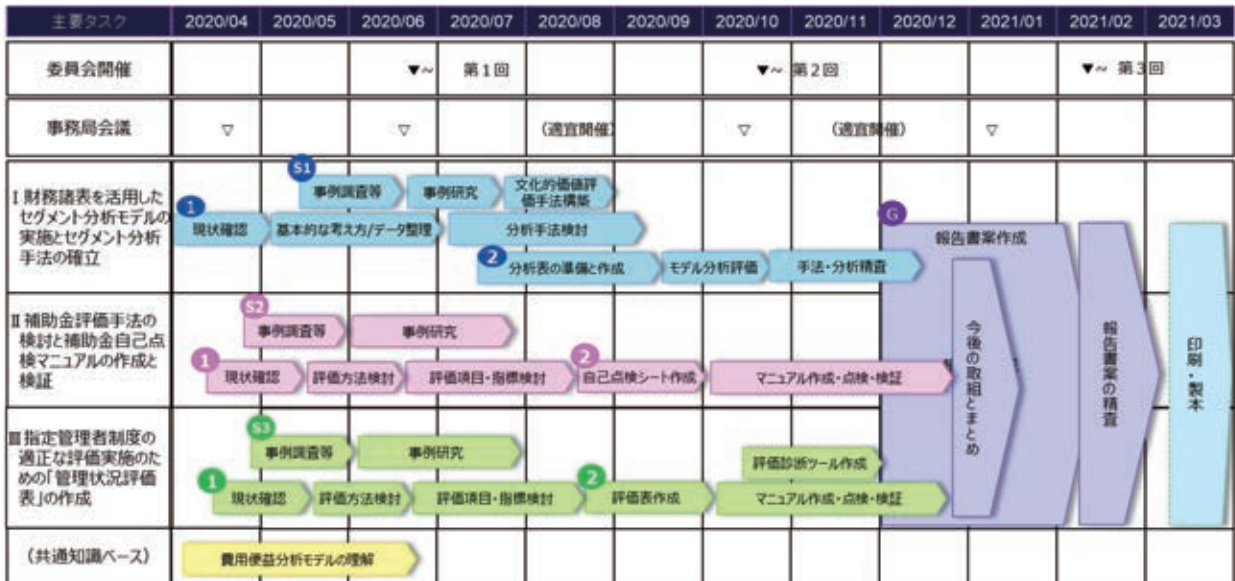 主要タスク 2020/04 2020/05 2020/06 2020/07 2020/08 2020/09 2020/10 2020/11 2020/12 2021/01 2021/02 2021/03
委員会開催 ▼~ 第1回 ▼~ 第2回 ▼~ 第3回
事務局会議 ▽ ▽ (適宜開催) ▽ (適宜開催) ▽
Ⅰ財務諸表を活用した
セグメント分析モデルの
実施とセグメント分析
手法の確立
S1
事例調査等 事例研究 文化的価値評
価手法構築
1
現状確認 基本的な考え方/データ整理 分析手法検討
2
分析表の準備と作成 モデル分析評価 手法・分析精査
Ⅱ補助金評価手法の
検討と補助金自己点
検マニュアルの作成と
検証
S2
事例調査等 事例研究
1 2
現状確認 評価方法検討 評価項目・指標検討 自己点検シート作成 マニュアル作成・点検・検証
Ⅲ指定管理者制度の
適正な評価実施のた
めの「管理状況評価
表」の作成
S3
事例調査等 事例研究 評価診断ツール作成
1 2
現状確認 評価方法検討 評価項目・指標検討 評価表作成 マニュアル作成・点検・検証
G
報告書案作成
今後の取組とまとめ
報告書案の精査
印刷・製本
(共通知識ベース) 費用便益分析モデルの理解